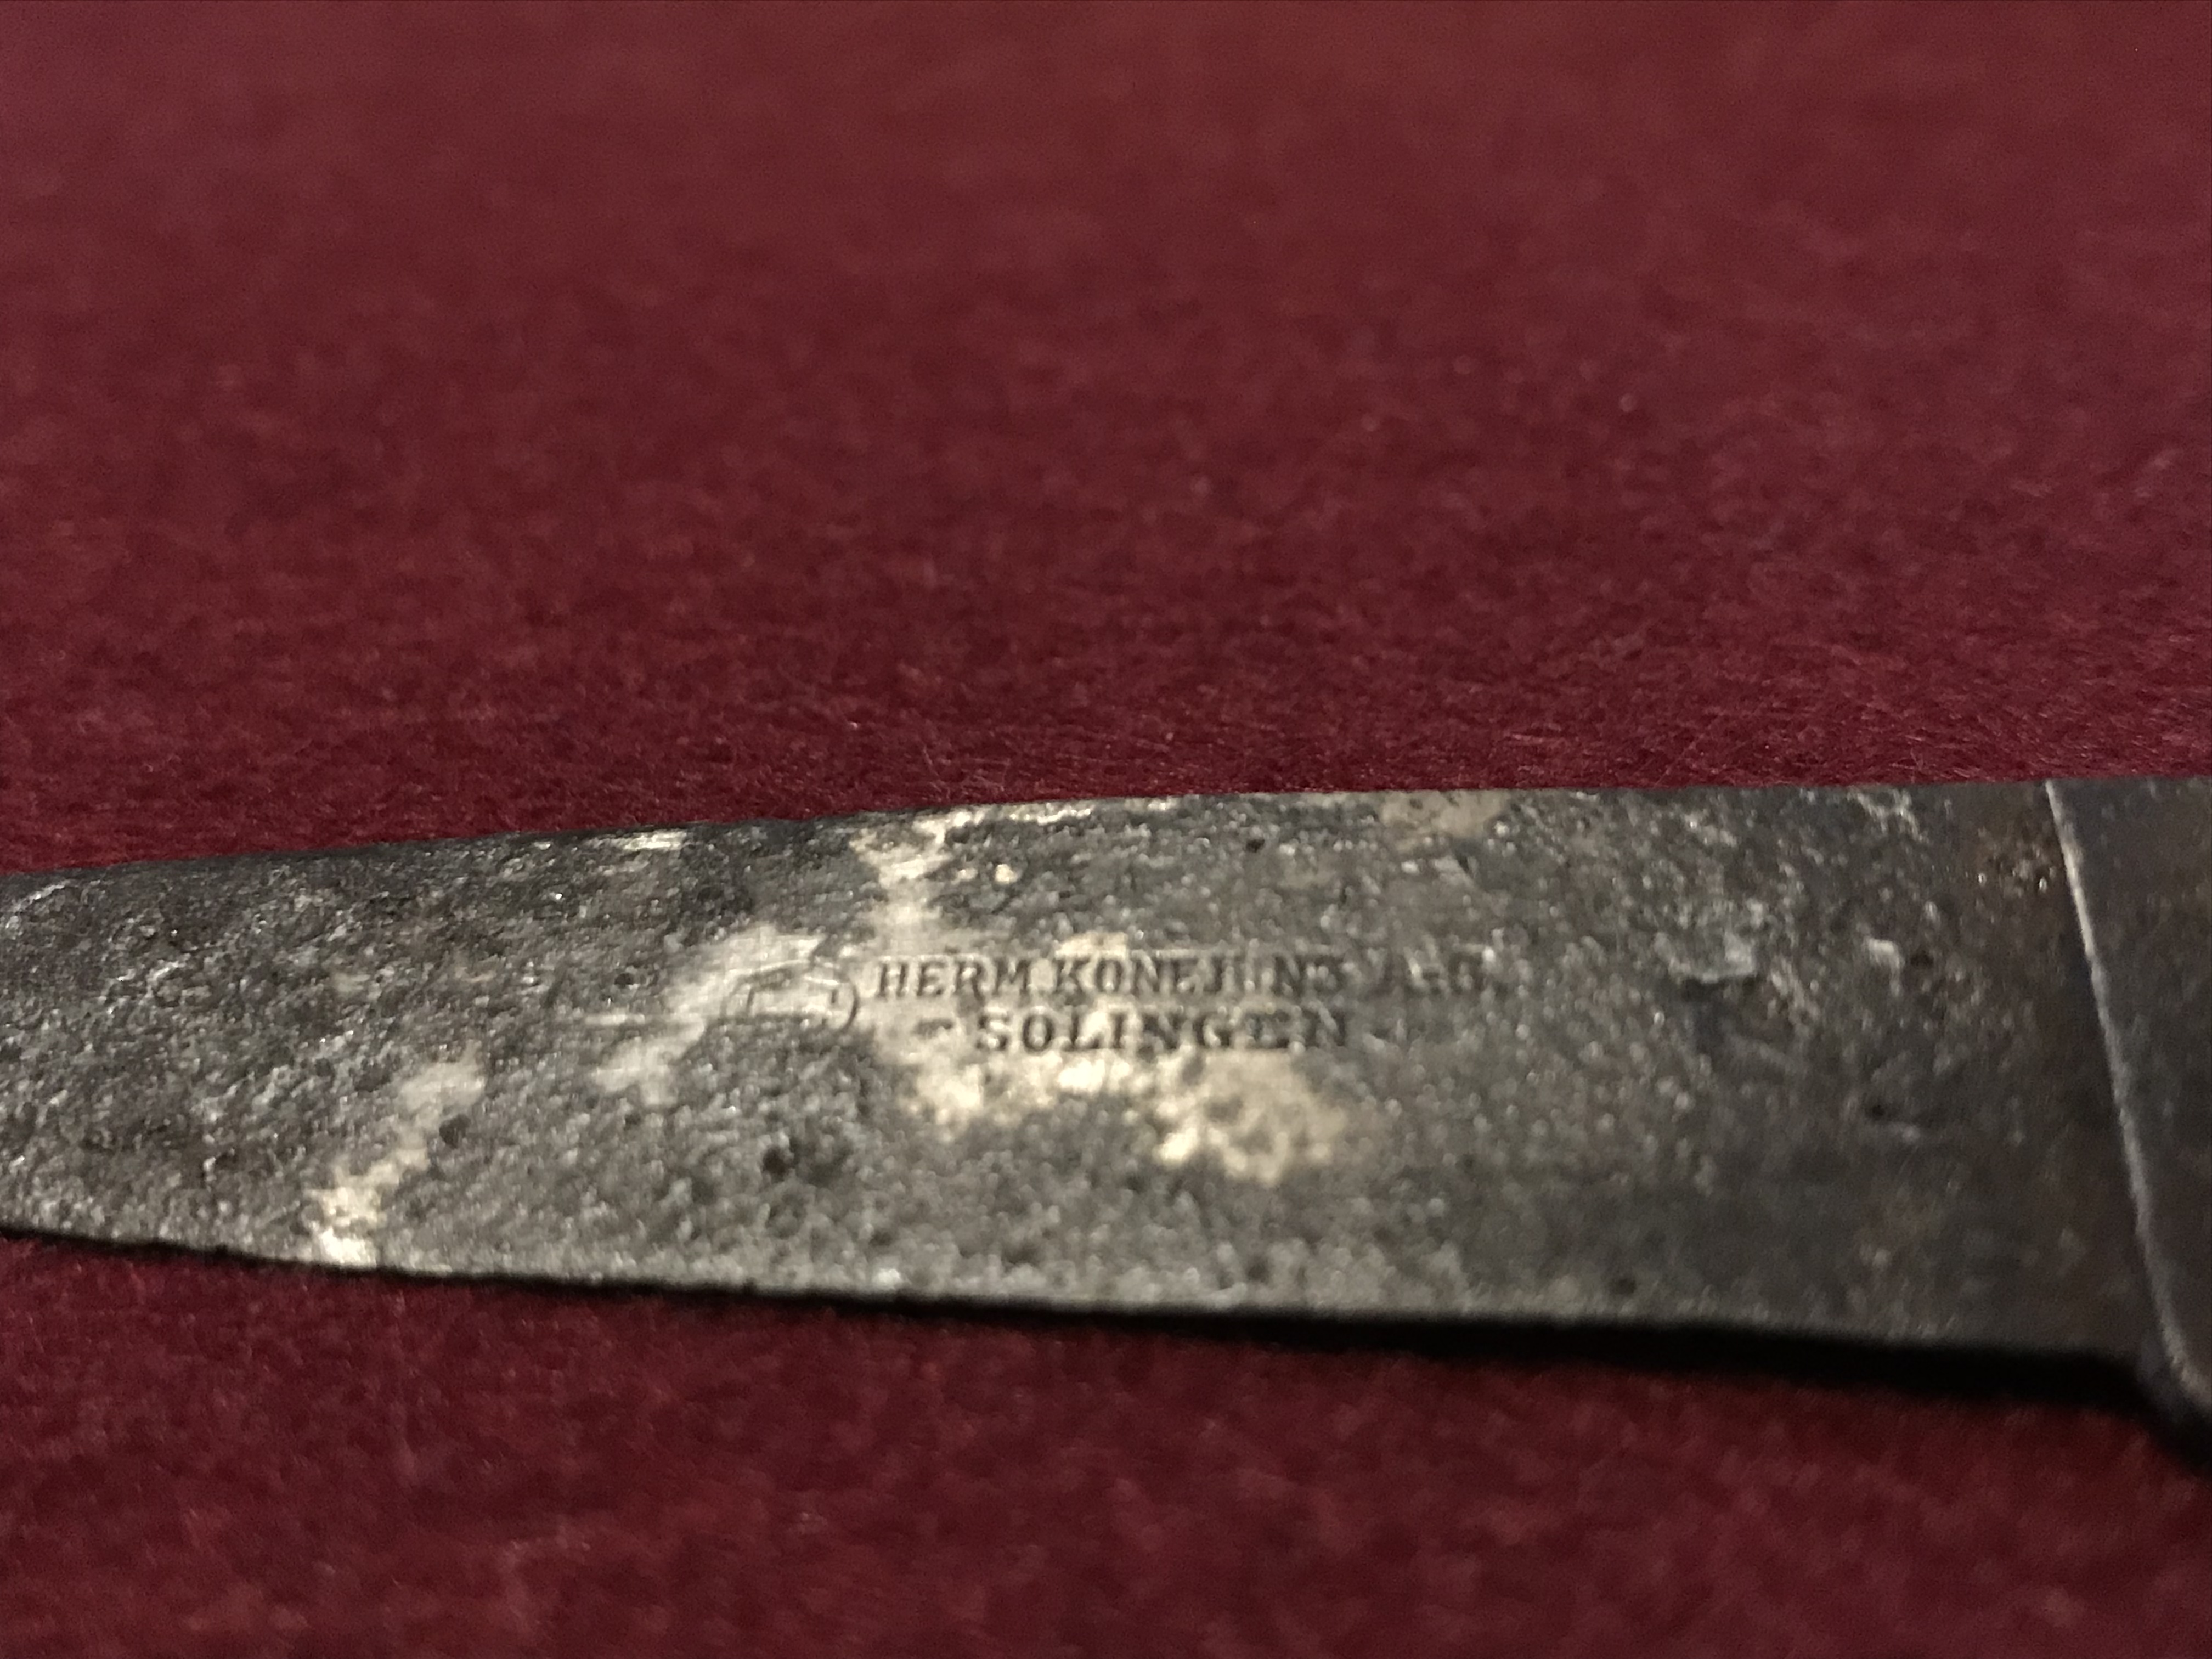 HERM. KONEJUNG A.-G.
SOLINGEN